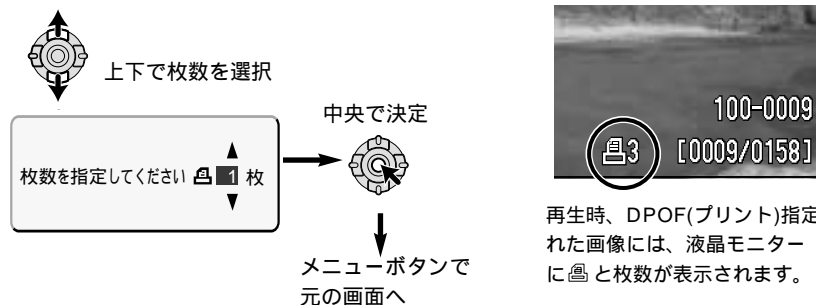 上下で枚数を選択
枚数を指定してください 1 枚
中央で決定
メニューボタンで
元の画面へ
100-0009
3 [0009/0158]
再生時、DPOF(プリント)指定
れた画像には、液晶モニター
に と枚数が表示されます。